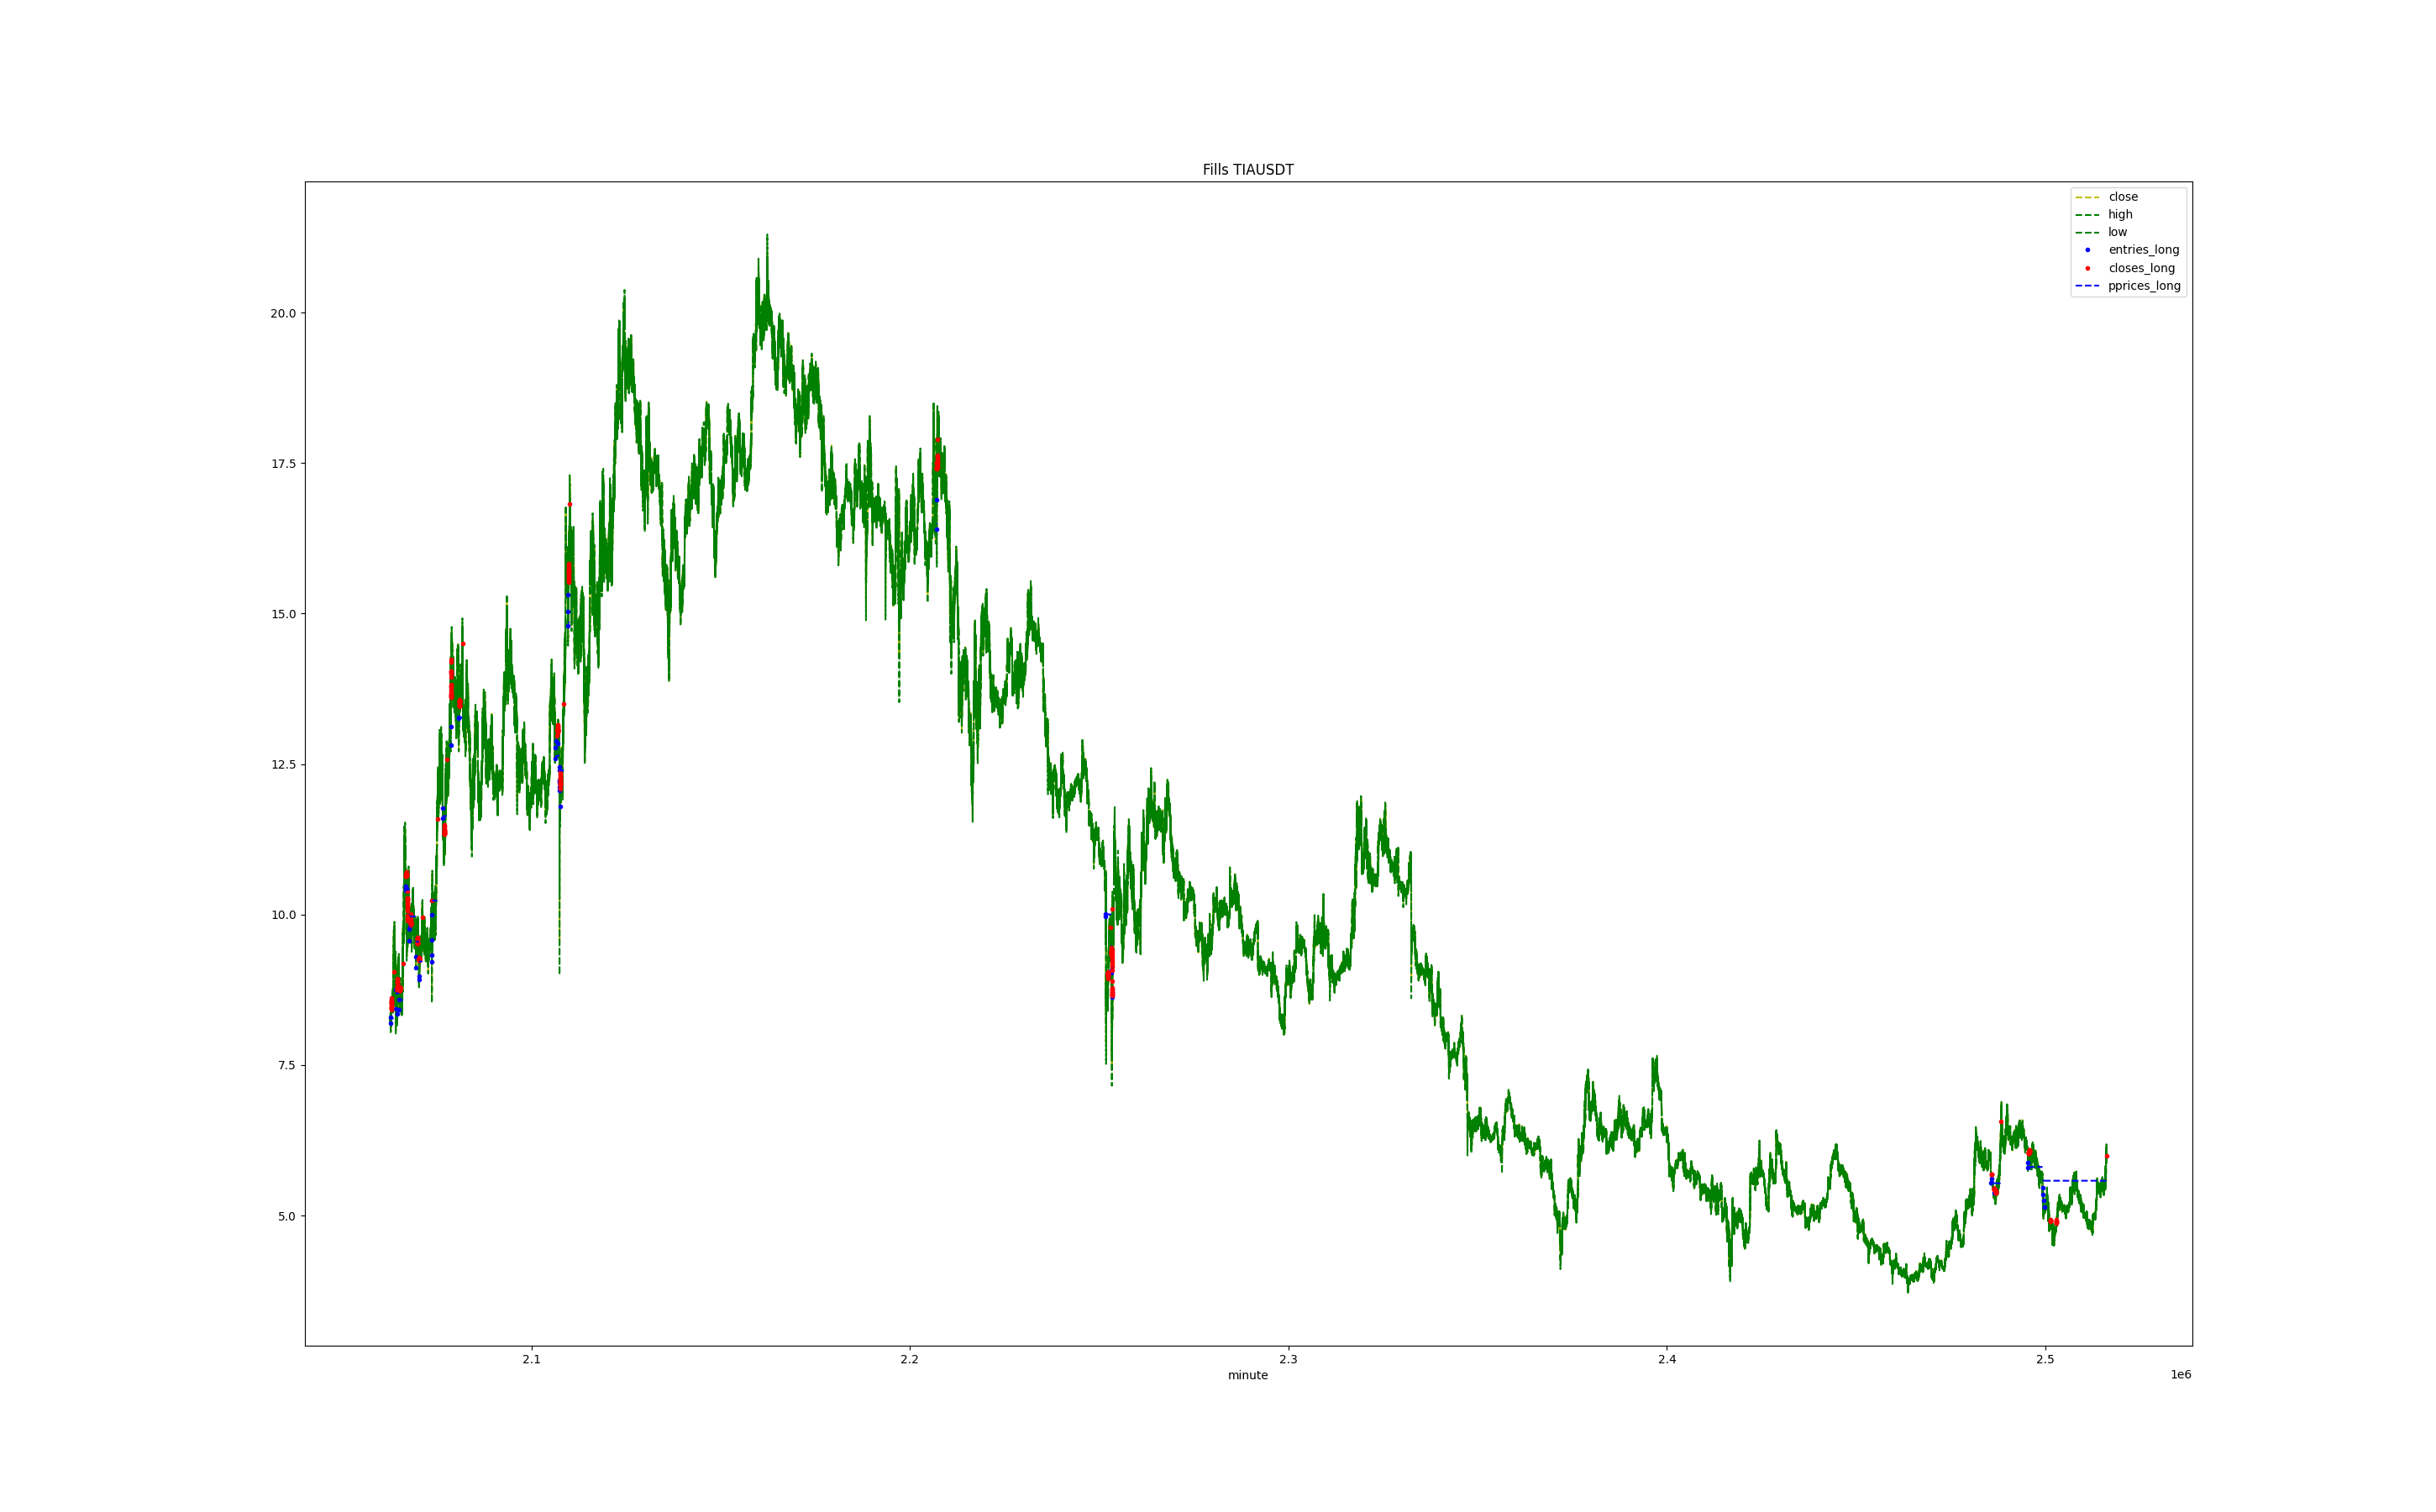 Fills TIAUSDT
close
high
low
entries_long
closes_long
pprices_long
20.0
17.5
15.0
12.5
10.0
7.5
5.0
2.1
2.2
2.3
2.4
2.5
minute
1e6